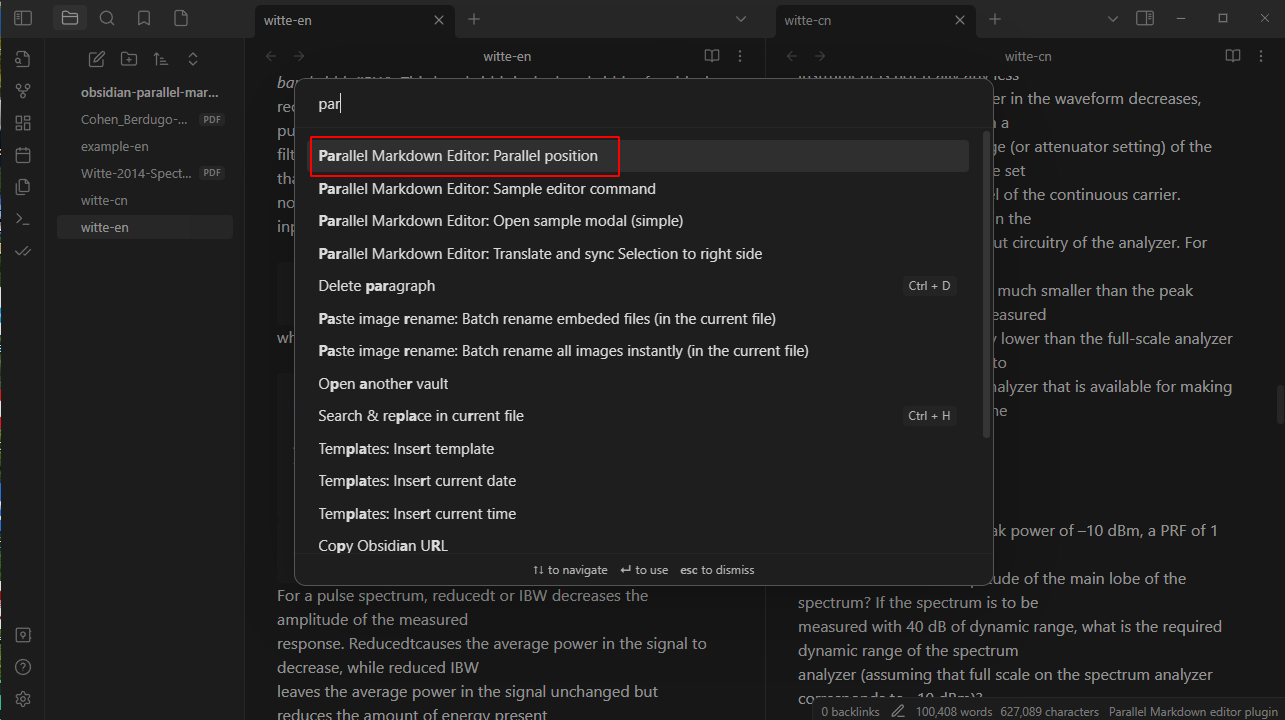 witte-en
witte-cn
witte-en
witte-cn
obsidian-parallel-mar...
Cohen_Berdugo-... PDF
example-en
Witte-2014-Spect... PDF
witte-cn
witte-en
par
Parallel Markdown Editor: Parallel position
Parallel Markdown Editor: Sample editor command
Parallel Markdown Editor: Open sample modal (simple)
Parallel Markdown Editor: Translate and sync Selection to right side
Delete paragraph Ctrl + D
Paste image rename: Batch rename embeded files (in the current file)
Paste image rename: Batch rename all images instantly (in the current file)
Open another vault
Search & replace in current file Ctrl + H
Templates: Insert template
Templates: Insert current date
Templates: Insert current time
Copy Obsidian URL
↑↓ to navigate ↵ to use esc to dismiss
For a pulse spectrum, reducedt or IBW decreases the
amplitude of the measured
response. Reducedtcauses the average power in the signal to
decrease, while reduced IBW
leaves the average power in the signal unchanged but
reduces the amount of energy present
er in the waveform decreases,
a
(or attenuator setting) of the
set
of the continuous carrier.
n the
ut circuitry of the analyzer. For
much smaller than the peak
lower than the full-scale analyzer
to
alyzer that is available for making
power of –10 dBm, a PRF of 1
of the main lobe of the
spectrum? If the spectrum is to be
measured with 40 dB of dynamic range, what is the required
dynamic range of the spectrum
analyzer (assuming that full scale on the spectrum analyzer
0 backlinks 100,408 words 627,089 characters Parallel Markdown editor plugin